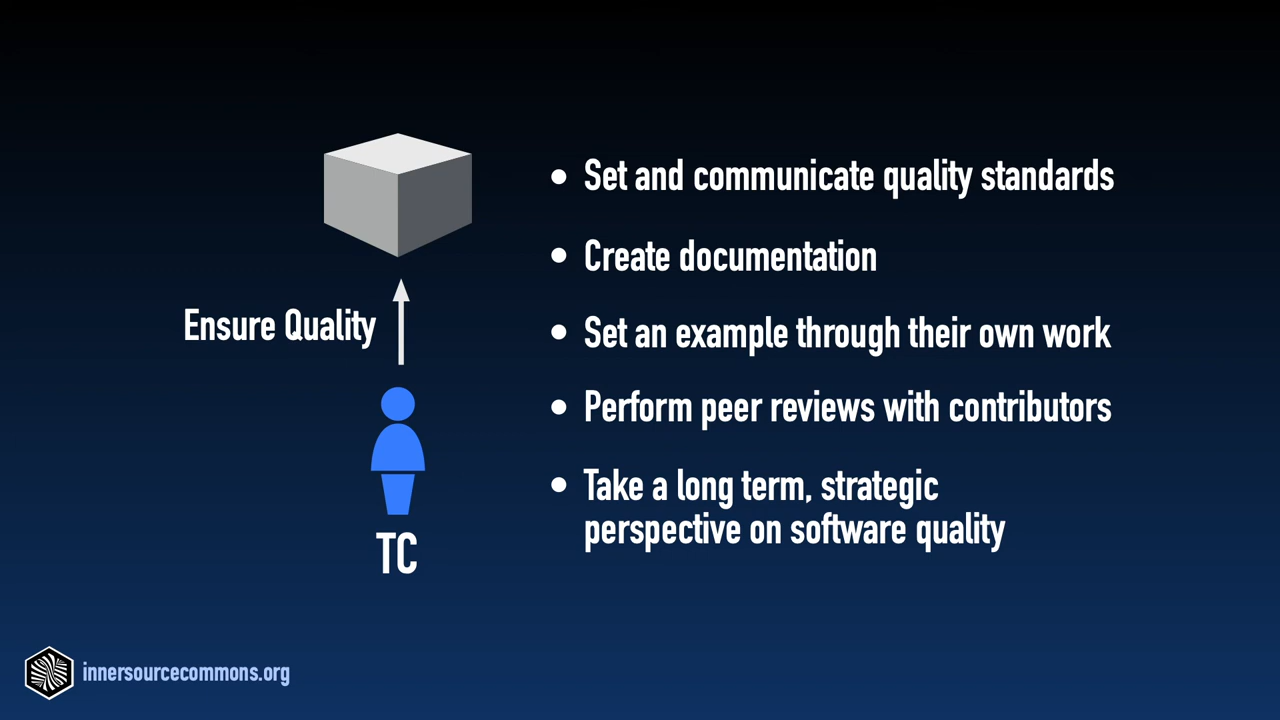 Set and communicate quality standards
Create documentation
Ensure Quality
Set an example through their own work
Perform peer reviews with contributors
Take a long term, strategic
perspective on software quality
TC
innersourcecommons.org